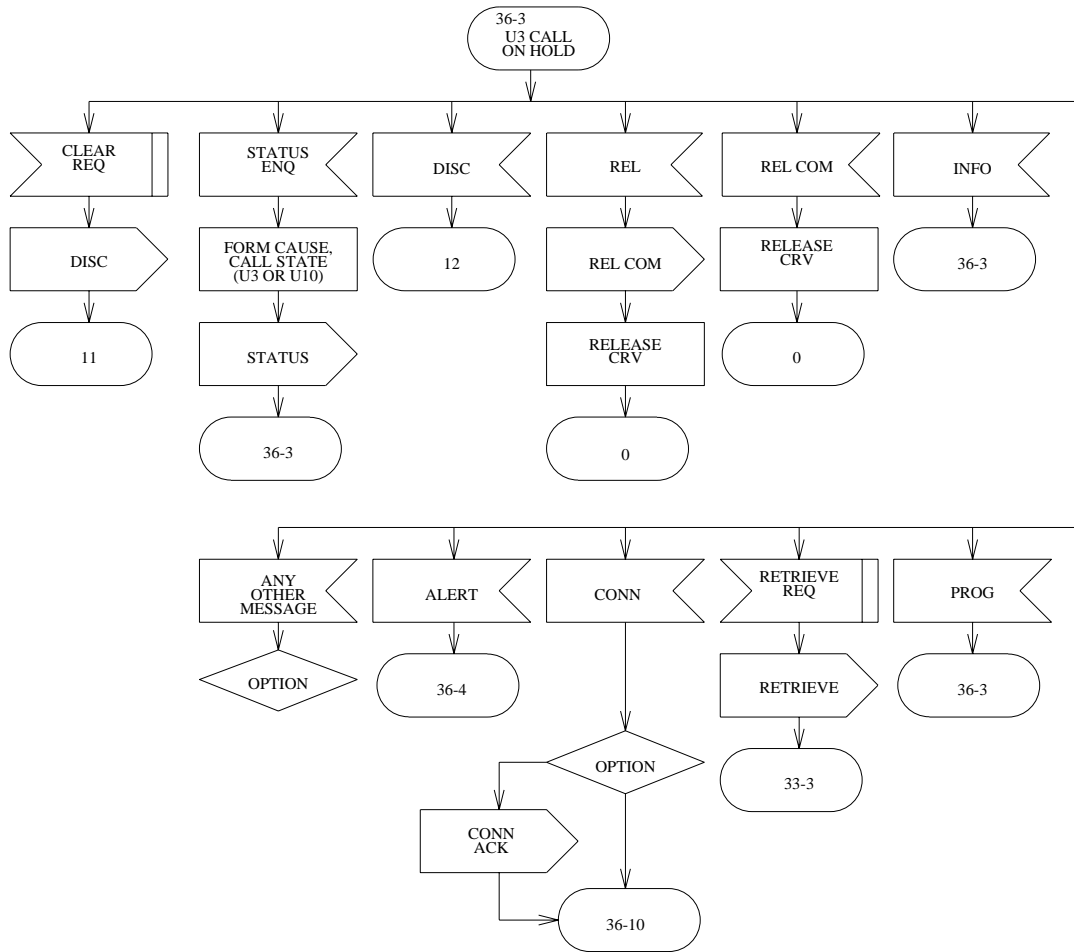 36-3
U3 CALL
ON HOLD
CLEAR
REQ
STATUS
ENQ
DISC
REL
REL COM
INFO
DISC
FORM CAUSE,
CALL STATE
(U3 OR U10)
12
REL COM
RELEASE
CRV
36-3
11
STATUS
RELEASE
CRV
0
36-3
0
ANY
OTHER
MESSAGE
ALERT
CONN
RETRIEVE
REQ
PROG
OPTION
36-4
RETRIEVE
36-3
OPTION
33-3
CONN
ACK
36-10